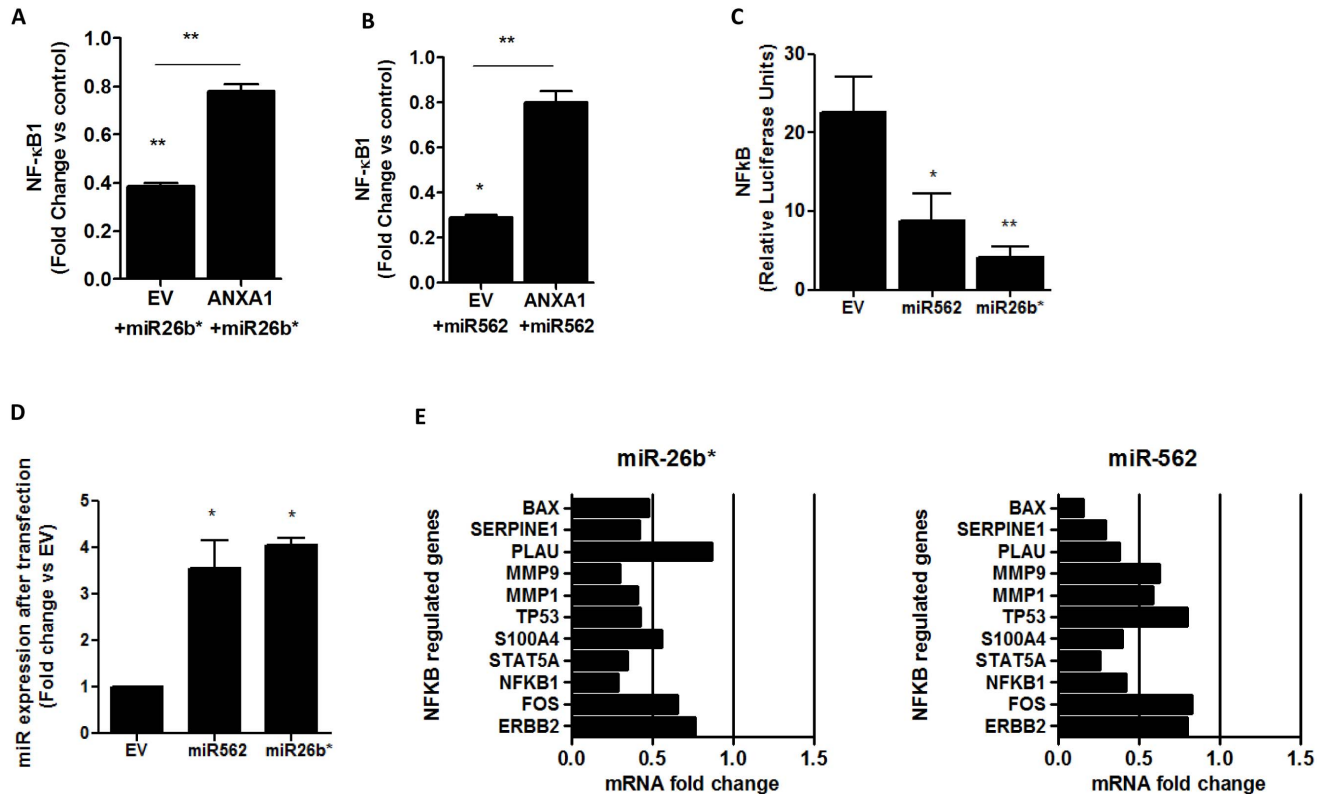 A
NF-κB1
(Fold Change vs control)
1.0
0.8
0.6
0.4
0.2
0.0
**
**
EV
ANXA1
+miR26b*
+miR26b*
B
NF-κB1
(Fold Change vs control)
1.0
0.8
0.6
0.4
0.2
0.0
**
*
EV
ANXA1
+miR562
+miR562
C
NFkB
(Relative Luciferase Units)
30
20
10
0
*
**
EV
miR562
miR26b*
D
miR expression after transfection
(Fold change vs EV)
5
4
3
2
1
0
*
*
EV
miR562
miR26b*
E
miR-26b*
NFKB regulated genes
BAX
SERPINE1
PLAU
MMP9
MMP1
TP53
S100A4
STAT5A
NFKB1
FOS
ERBB2
0.0 0.5 1.0 1.5
mRNA fold change
miR-562
NFKB regulated genes
BAX
SERPINE1
PLAU
MMP9
MMP1
TP53
S100A4
STAT5A
NFKB1
FOS
ERBB2
0.0 0.5 1.0 1.5
mRNA fold change